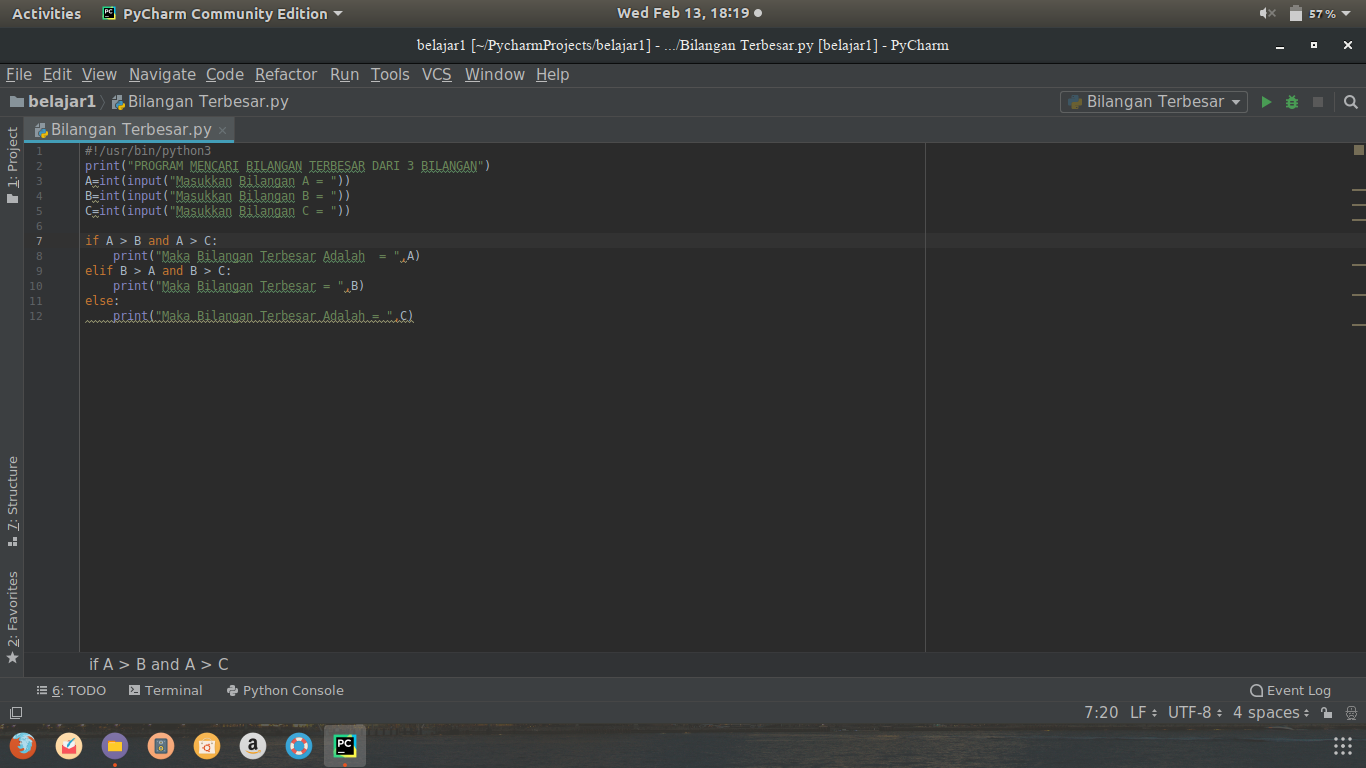 Activities PyCharm Community Edition Wed Feb 13, 18:19 57%
belajar1 [~/PycharmProjects/belajar1] - .../Bilangan Terbesar.py [belajar1] - PyCharm
File Edit View Navigate Code Refactor Run Tools VCS Window Help
belajar1 Bilangan Terbesar.py Bilangan Terbesar
Bilangan Terbesar.py
1: Project
7: Structure
2: Favorites
1 #!/usr/bin/python3
2 print("PROGRAM MENCARI BILANGAN TERBESAR DARI 3 BILANGAN")
3 A=int(input("Masukkan Bilangan A = "))
4 B=int(input("Masukkan Bilangan B = "))
5 C=int(input("Masukkan Bilangan C = "))
6
7 if A > B and A > C:
8     print("Maka Bilangan Terbesar Adalah  = ",A)
9 elif B > A and B > C:
10     print("Maka Bilangan Terbesar = ",B)
11 else:
12     print("Maka Bilangan Terbesar Adalah = ",C)
if A > B and A > C
6: TODO Terminal Python Console Event Log
7:20 LF UTF-8 4 spaces
a
PC